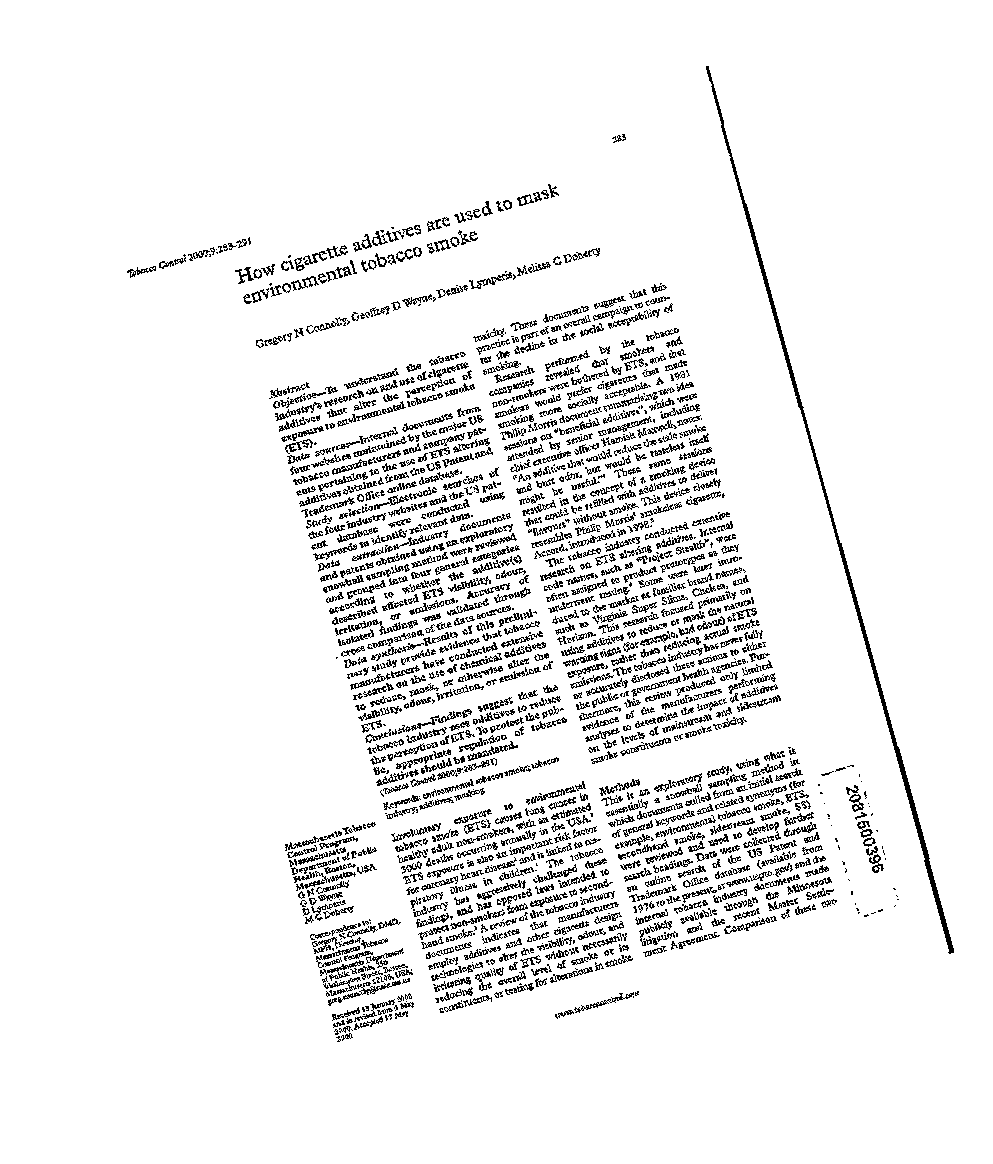 283
Tobacco Control 2000;9:283–291
How cigarette additives are used to mask
environmental tobacco smoke
Gregory N Connolly, Geoffrey D Wayne, Denise Lymperis, Melissa C Doherty
Abstract
Objective—To understand the tobacco
industry's research on and use of cigarette
additives that alter the perception of
exposure to environmental tobacco smoke
(ETS).
Data sources—Internal documents from
four websites maintained by the major US
tobacco manufacturers and company pat-
ents pertaining to the use of ETS altering
additives obtained from the US Patent and
Trademark Office online database.
Study selection—Electronic searches of
the four industry websites and the US pat-
ent database were conducted using
keywords to identify relevant data.
Data extraction—Industry documents
and patents obtained using an exploratory
snowball sampling method were reviewed
and grouped into four general categories
according to whether the additive(s)
described affected ETS visibility, odour,
irritation, or emissions. Accuracy of
isolated findings was validated through
cross comparison of the data sources.
Data synthesis—Results of this prelimi-
nary study provide evidence that tobacco
manufacturers have conducted extensive
research on the use of chemical additives
to reduce, mask, or otherwise alter the
visibility, odour, irritation, or emission of
ETS.
Conclusions—Findings suggest that the
tobacco industry uses additives to reduce
the perception of ETS. To protect the pub-
lic, appropriate regulation of tobacco
additives should be mandated.
(Tobacco Control 2000;9:283–291)
Keywords: environmental tobacco smoke; tobacco
industry; additives; masking
Involuntary exposure to environmental
tobacco smoke (ETS) causes lung cancer in
healthy adult non-smokers, with an estimated
3000 deaths occurring annually in the USA.
ETS exposure is also an important risk factor
for coronary heart disease and is linked to res-
piratory illness in children. The tobacco
industry has aggressively challenged these
findings, and has opposed laws intended to
protect non-smokers from exposure to second-
hand smoke. A review of the tobacco industry
documents indicates that manufacturers
employ additives and other cigarette design
technologies to alter the visibility, odour, and
irritating quality of ETS without necessarily
reducing the overall level of smoke or its
constituents, or testing for alterations in smoke
toxicity. These documents suggest that this
practice is part of an overall campaign to coun-
ter the decline in the social acceptability of
smoking.
Research performed by the tobacco
companies revealed that smokers and
non-smokers were bothered by ETS, and that
smokers would prefer cigarettes that made
smoking more socially acceptable. A 1991
Philip Morris document summarising two idea
sessions on "beneficial additives", which were
attended by senior management, including
chief executive officer Hamish Maxwell, notes:
"An additive that would reduce the stale smoke
and butt odor, but would be tasteless itself
might be useful." These same sessions
resulted in the concept of a smoking device
that could be refilled with additives to deliver
"flavours" without smoke. This device closely
resembles Philip Morris' smokeless cigarette,
Accord, introduced in 1998.
The tobacco industry conducted extensive
research on ETS altering additives. Internal
code names, such as "Project Stealth", were
often assigned to product prototypes as they
underwent testing. Some were later intro-
duced to the market as familiar brand names,
such as Virginia Super Slims, Chelsea, and
Horizon. This research focused primarily on
using additives to reduce or mask the natural
warning signs (for example, bad odour) of ETS
exposure, rather than reducing actual smoke
emissions. The tobacco industry has never fully
or accurately disclosed these actions to either
the public or government health agencies. Fur-
thermore, this review produced only limited
evidence of the manufacturers performing
analyses to determine the impact of additives
on the levels of mainstream and sidestream
smoke constituents or smoke toxicity.
Methods
This is an exploratory study, using what is
essentially a snowball sampling method in
which documents culled from an initial search
of general keywords and related synonyms (for
example, environmental tobacco smoke, ETS,
secondhand smoke, sidestream smoke, SS)
were reviewed and used to develop further
search headings. Data were collected through
an online search of the US Patent and
Trademark Office database (available from
1976 to the present, at www.uspto.gov) and the
internal tobacco industry documents made
publicly available through the Minnesota
litigation and the recent Master Settle-
ment Agreement. Comparison of these two
Massachusetts Tobacco
Control Program,
Massachusetts
Department of Public
Health, Boston,
Massachusetts, USA
G N Connolly
G D Wayne
D Lymperis
M C Doherty
Correspondence to:
Gregory N Connolly, DMD,
MPH, Director,
Massachusetts Tobacco
Control Program,
Massachusetts Department
of Public Health, 250
Washington Street, Boston,
Massachusetts 02108, USA;
Received 13 January 2000
and in revised form 9 May
2000. Accepted 17 May
2000
www.tobaccocontrol.com
2081500396